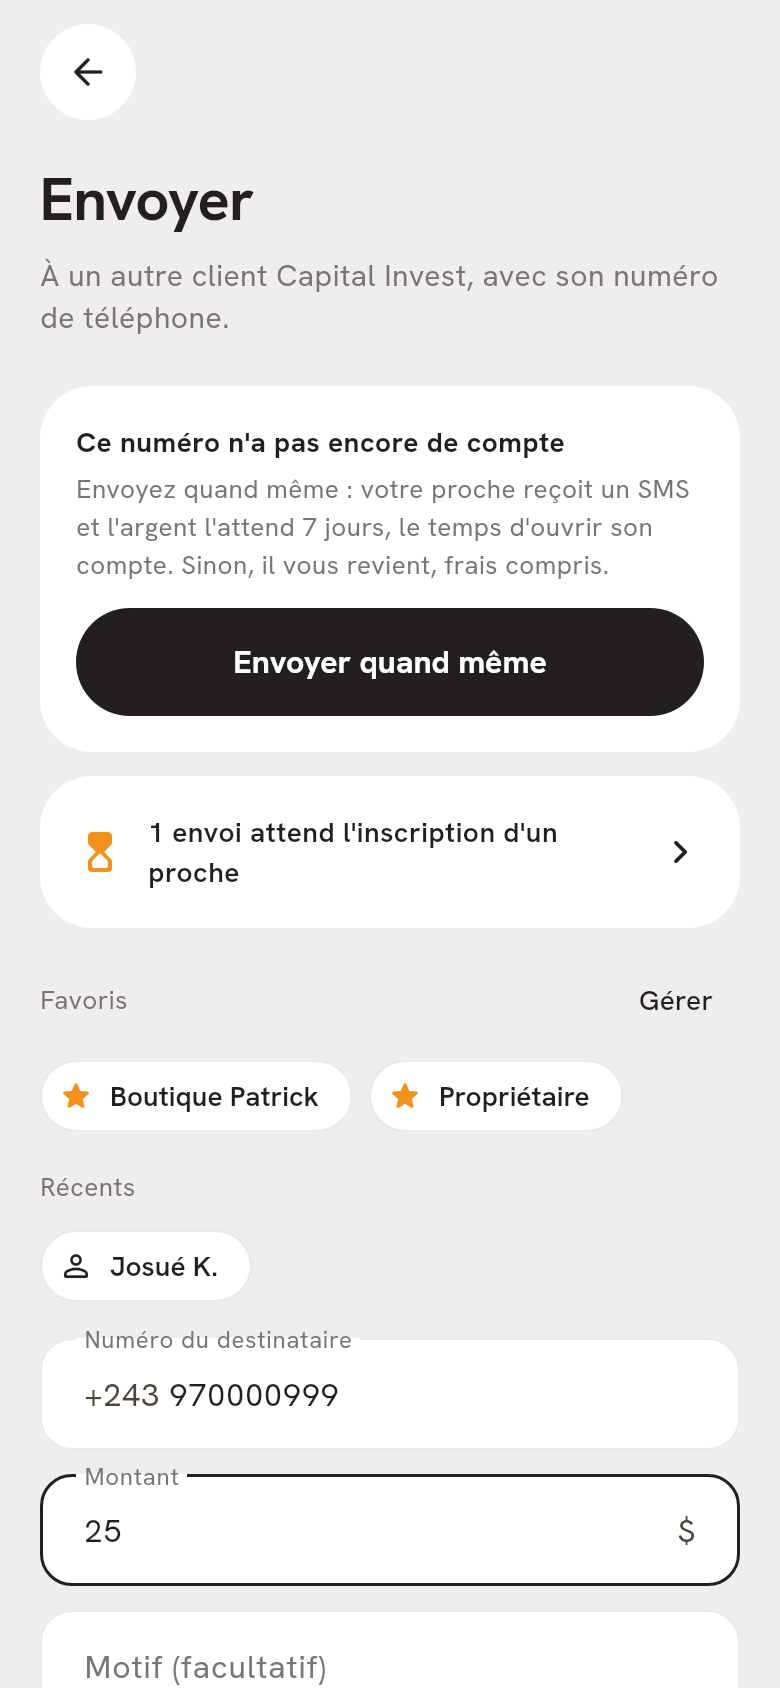 Envoyer
À un autre client Capital Invest, avec son numéro
de téléphone.
Ce numéro n'a pas encore de compte
Envoyez quand même : votre proche reçoit un SMS
et l'argent l'attend 7 jours, le temps d'ouvrir son
compte. Sinon, il vous revient, frais compris.
Envoyer quand même
1 envoi attend l'inscription d'un
proche
Favoris
Gérer
Boutique Patrick
Propriétaire
Récents
Josué K.
Numéro du destinataire
+243 970000999
Montant
25 $
Motif (facultatif)